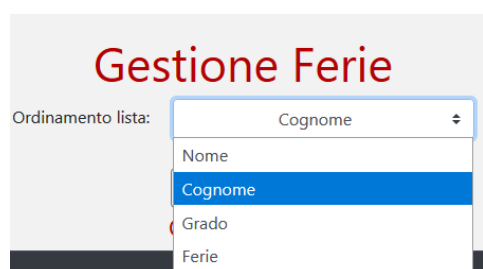 Gestione Ferie
Ordinamento lista: Cognome
Nome
Cognome
Grado
Ferie